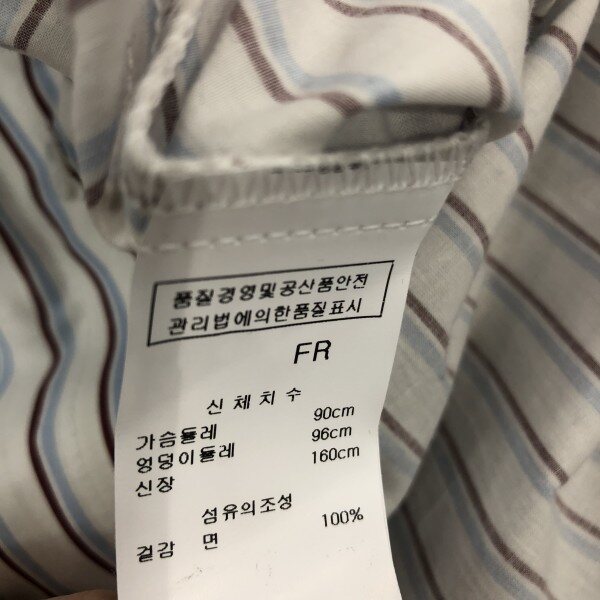 품질경영및공산품안전
관리법에의한품질표시
FR
신체치수
가슴둘레 90cm
엉덩이둘레 96cm
신장 160cm
섬유의조성
겉감 면 100%